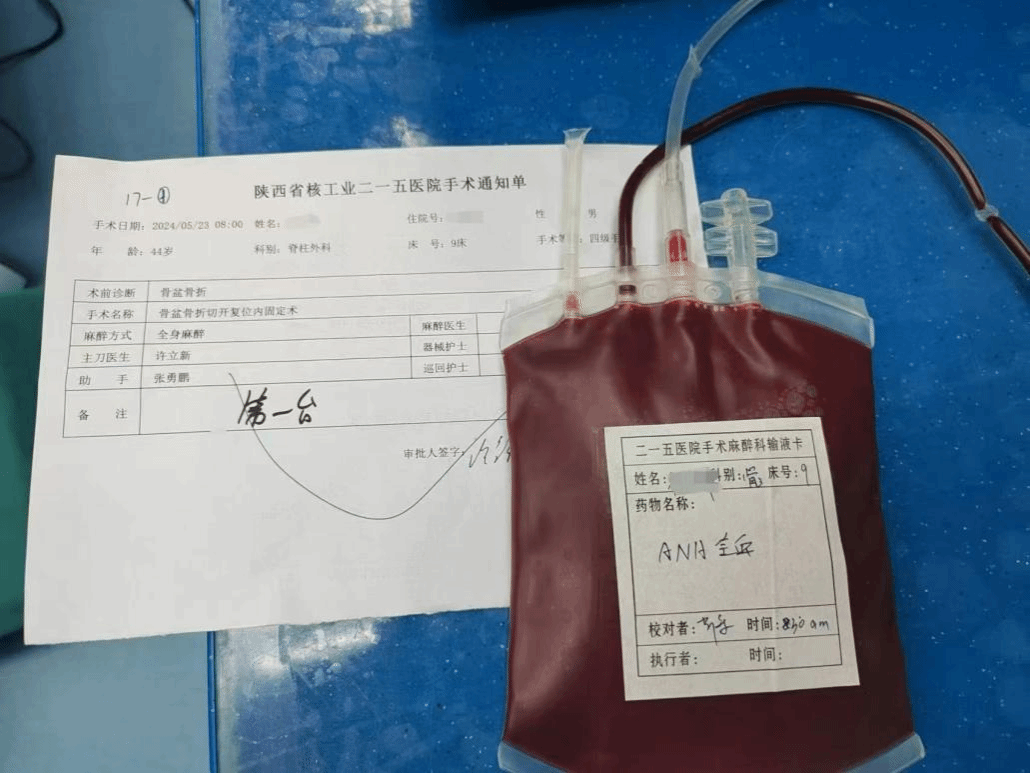 17-④
陕西省核工业二一五医院手术通知单
手术日期: 2024/05/23 08:00 姓名: 住院号: 性 男
年 龄: 44岁 科别: 脊柱外科 床 号: 9床 手术 四级手
术前诊断 骨盆骨折
手术名称 骨盆骨折切开复位内固定术
麻醉方式 全身麻醉 麻醉医生
主刀医生 许立新 器械护士
助 手 张勇鹏 巡回护士
备 注 第一台
审批人签字:
二一五医院手术麻醉科输液卡
姓名: 科别: 床号: 9
药物名称:
ANH 全血
校对者: 时间: 8:30 am
执行者: 时间: